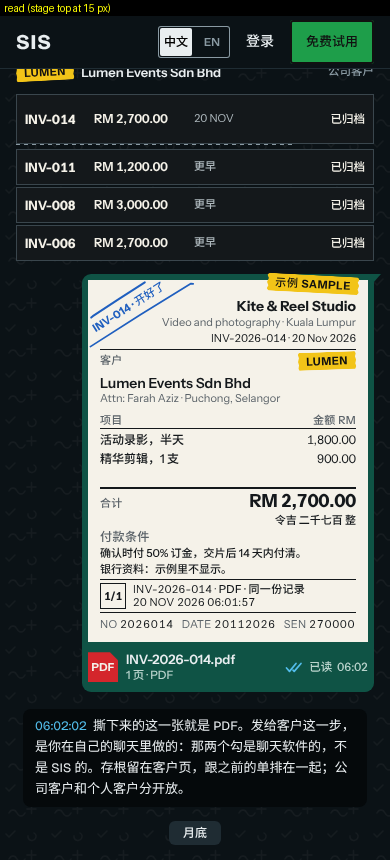 read (stage top at 15 px)
SIS 中文 EN 登录 免费试用
LUMEN Lumen Events Sdn Bhd 公司客户
INV-014 RM 2,700.00 20 NOV 已归档
INV-011 RM 1,200.00 更早 已归档
INV-008 RM 3,000.00 更早 已归档
INV-006 RM 2,700.00 更早 已归档
示例 SAMPLE
INV-014 · 开好了
Kite & Reel Studio
Video and photography · Kuala Lumpur
INV-2026-014 · 20 Nov 2026
客户 LUMEN
Lumen Events Sdn Bhd
Attn: Farah Aziz · Puchong, Selangor
项目 金额 RM
活动录影，半天 1,800.00
精华剪辑，1 支 900.00
合计 RM 2,700.00
令吉 二千七百 整
付款条件
确认时付 50% 订金，交片后 14 天内付清。
银行资料：示例里不显示。
1/1 INV-2026-014 · PDF · 同一份记录
20 NOV 2026 06:01:57
NO 2026014 DATE 20112026 SEN 270000
PDF INV-2026-014.pdf
1 页 · PDF
已读 06:02
06:02:02 撕下来的这一张就是 PDF。发给客户这一步，
是你在自己的聊天里做的：那两个勾是聊天软件的，不
是 SIS 的。存根留在客户页，跟之前的单排在一起；公
司客户和个人客户分开放。
月底